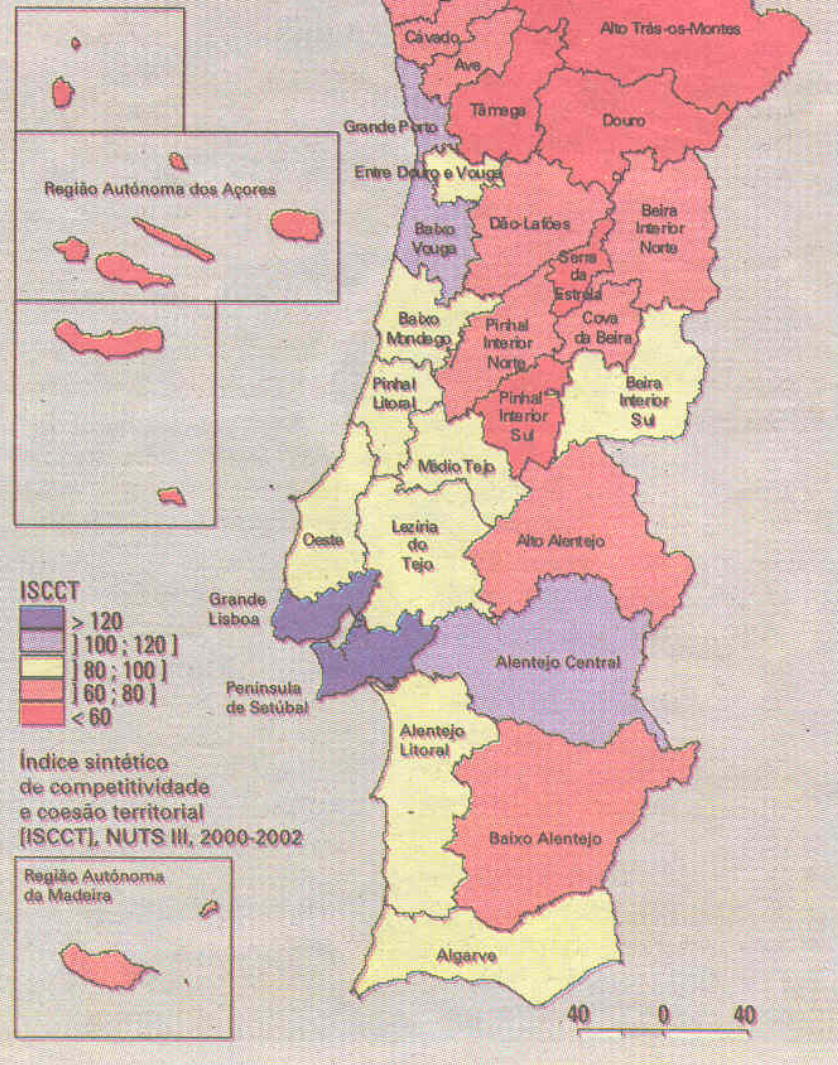 Cávado
Alto Trás-os-Montes
Ave
Tâmega
Douro
Grande Porto
Entre Douro e Vouga
Região Autónoma dos Açores
Baixo
Vouga
Dão-Lafões
Beira
Interior
Norte
Serra
da
Estrela
Baixo
Mondego
Pinhal
Interior
Norte
Cova
da Beira
Pinhal
Litoral
Pinhal
Interior
Sul
Beira
Interior
Sul
Médio Tejo
Oeste
Lezíria
do
Tejo
Alto Alentejo
ISCCT
> 120
] 100 ; 120 ]
] 80 ; 100 ]
] 60 ; 80 ]
< 60
Grande
Lisboa
Península
de Setúbal
Alentejo Central
Alentejo
Litoral
Índice sintético
de competitividade
e coesão territorial
[ISCCT], NUTS III, 2000-2002
Baixo Alentejo
Região Autónoma
da Madeira
Algarve
40 0 40